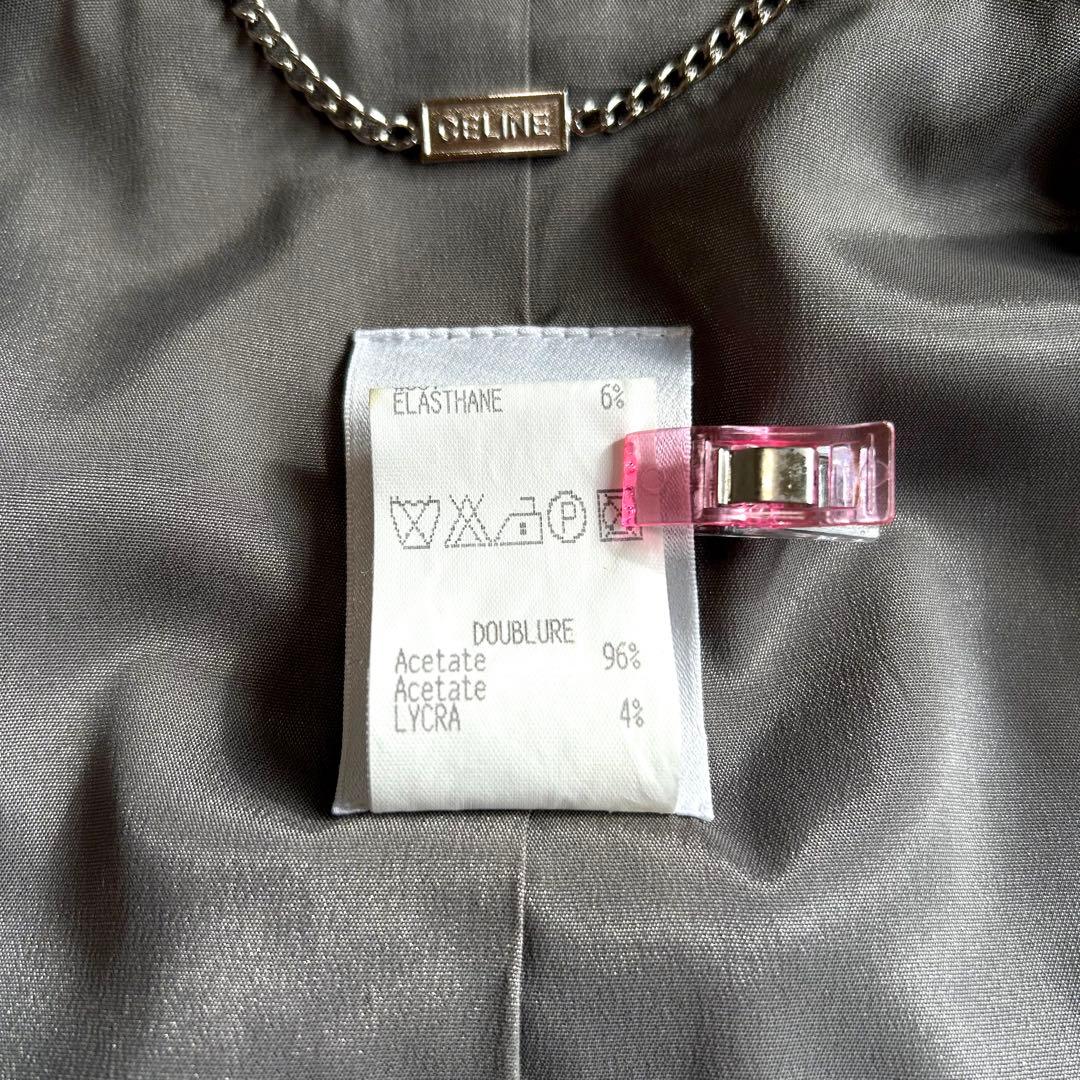 CELINE
ELASTHANE 6%
P
DOUBLURE
Acetate 96%
Acetate
LYCRA 4%